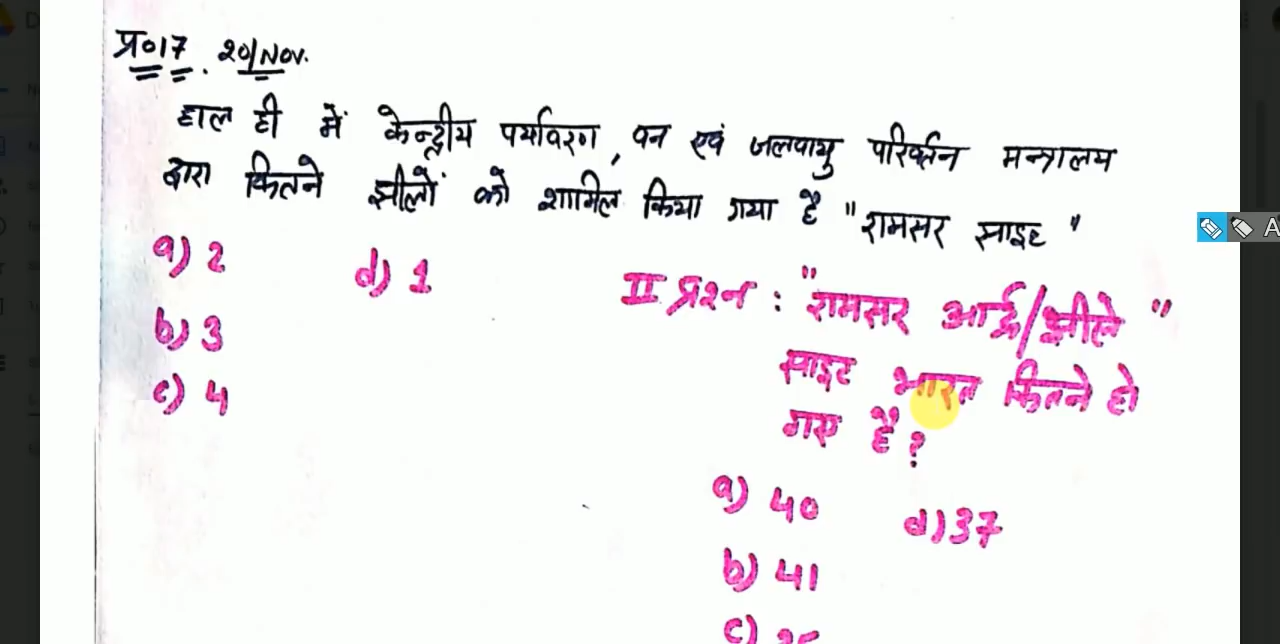 प्र०17. 20/Nov.
हाल ही में केन्द्रीय पर्यावरण, वन एवं जलवायु परिवर्तन मन्त्रालय
द्वारा कितने झीलों को शामिल किया गया है "रामसर साइट"
a) 2 d) 1
b) 3
c) 4
II प्रश्न : "रामसर आर्द्र/झीले"
साइट भारत कितने हो
गए है?
a) 40 d) 37
b) 41
c)
A